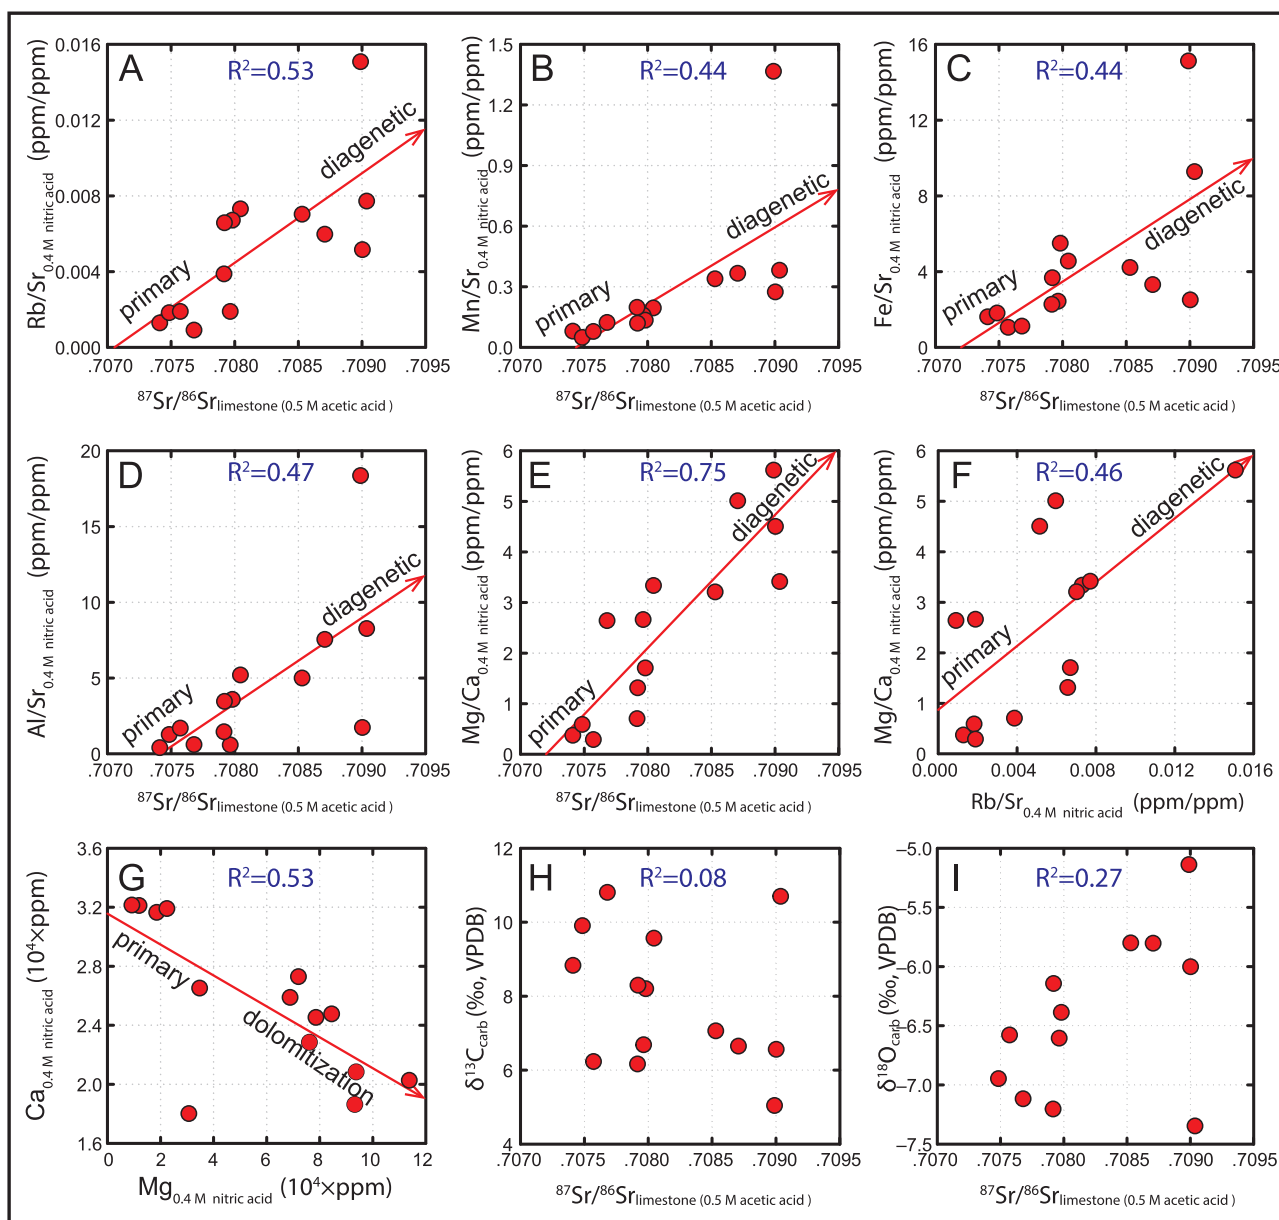 A
R²=0.53
primary
diagenetic
Rb/Sr0.4 M nitric acid (ppm/ppm)
0.016
0.012
0.008
0.004
0.000
.7070 .7075 .7080 .7085 .7090 .7095
87Sr/86Sr limestone (0.5 M acetic acid)
B
R²=0.44
primary
diagenetic
Mn/Sr0.4 M nitric acid (ppm/ppm)
1.5
1.2
0.9
0.6
0.3
0.0
.7070 .7075 .7080 .7085 .7090 .7095
87Sr/86Sr limestone (0.5 M acetic acid)
C
R²=0.44
primary
diagenetic
Fe/Sr0.4 M nitric acid (ppm/ppm)
16
12
8
4
0
.7070 .7075 .7080 .7085 .7090 .7095
87Sr/86Sr limestone (0.5 M acetic acid)
D
R²=0.47
primary
diagenetic
Al/Sr0.4 M nitric acid (ppm/ppm)
20
15
10
5
0
.7070 .7075 .7080 .7085 .7090 .7095
87Sr/86Sr limestone (0.5 M acetic acid)
E
R²=0.75
primary
diagenetic
Mg/Ca0.4 M nitric acid (ppm/ppm)
6
5
4
3
2
1
0
.7070 .7075 .7080 .7085 .7090 .7095
87Sr/86Sr limestone (0.5 M acetic acid)
F
R²=0.46
primary
diagenetic
Mg/Ca0.4 M nitric acid (ppm/ppm)
6
5
4
3
2
1
0
0.000 0.004 0.008 0.012 0.016
Rb/Sr0.4 M nitric acid (ppm/ppm)
G
R²=0.53
primary
dolomitization
Ca0.4 M nitric acid (10⁴×ppm)
3.6
3.2
2.8
2.4
2.0
1.6
0 2 4 6 8 10 12
Mg0.4 M nitric acid (10⁴×ppm)
H
R²=0.08
δ¹³Ccarb (‰, VPDB)
12
10
8
6
4
.7070 .7075 .7080 .7085 .7090 .7095
87Sr/86Sr limestone (0.5 M acetic acid)
I
R²=0.27
δ¹⁸Ocarb (‰, VPDB)
−5.0
−5.5
−6.0
−6.5
−7.0
−7.5
.7070 .7075 .7080 .7085 .7090 .7095
87Sr/86Sr limestone (0.5 M acetic acid)